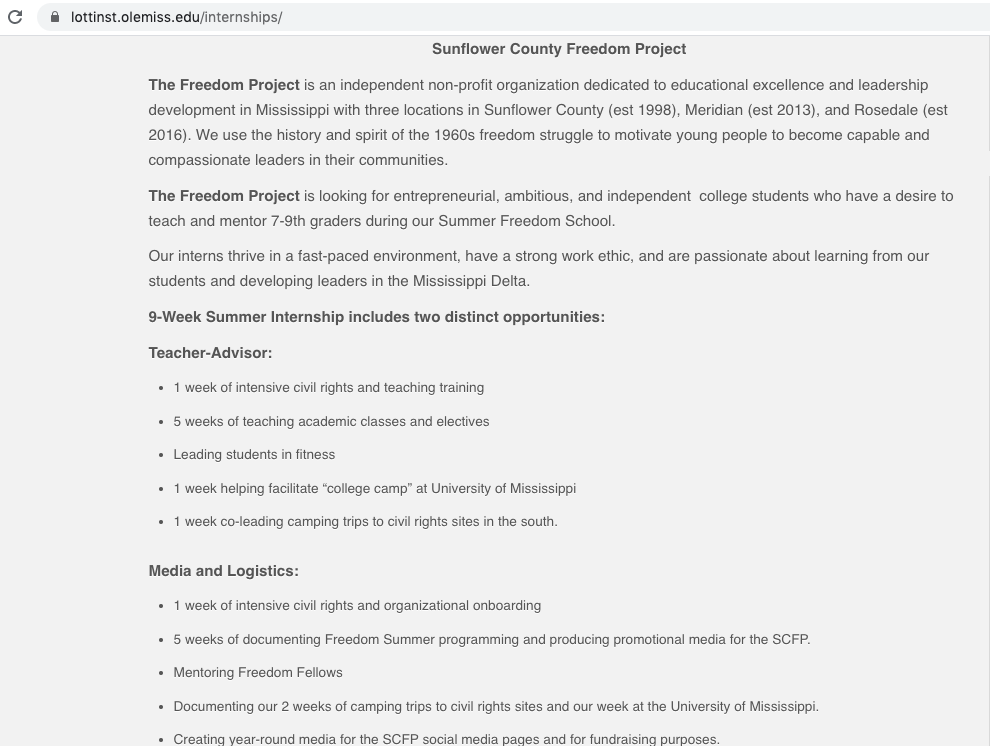 lottinst.olemiss.edu/internships/
Sunflower County Freedom Project
The Freedom Project is an independent non-profit organization dedicated to educational excellence and leadership
development in Mississippi with three locations in Sunflower County (est 1998), Meridian (est 2013), and Rosedale (est
2016). We use the history and spirit of the 1960s freedom struggle to motivate young people to become capable and
compassionate leaders in their communities.
The Freedom Project is looking for entrepreneurial, ambitious, and independent  college students who have a desire to
teach and mentor 7-9th graders during our Summer Freedom School.
Our interns thrive in a fast-paced environment, have a strong work ethic, and are passionate about learning from our
students and developing leaders in the Mississippi Delta.
9-Week Summer Internship includes two distinct opportunities:
Teacher-Advisor:
• 1 week of intensive civil rights and teaching training
• 5 weeks of teaching academic classes and electives
• Leading students in fitness
• 1 week helping facilitate “college camp” at University of Mississippi
• 1 week co-leading camping trips to civil rights sites in the south.
Media and Logistics:
• 1 week of intensive civil rights and organizational onboarding
• 5 weeks of documenting Freedom Summer programming and producing promotional media for the SCFP.
• Mentoring Freedom Fellows
• Documenting our 2 weeks of camping trips to civil rights sites and our week at the University of Mississippi.
• Creating year-round media for the SCFP social media pages and for fundraising purposes.